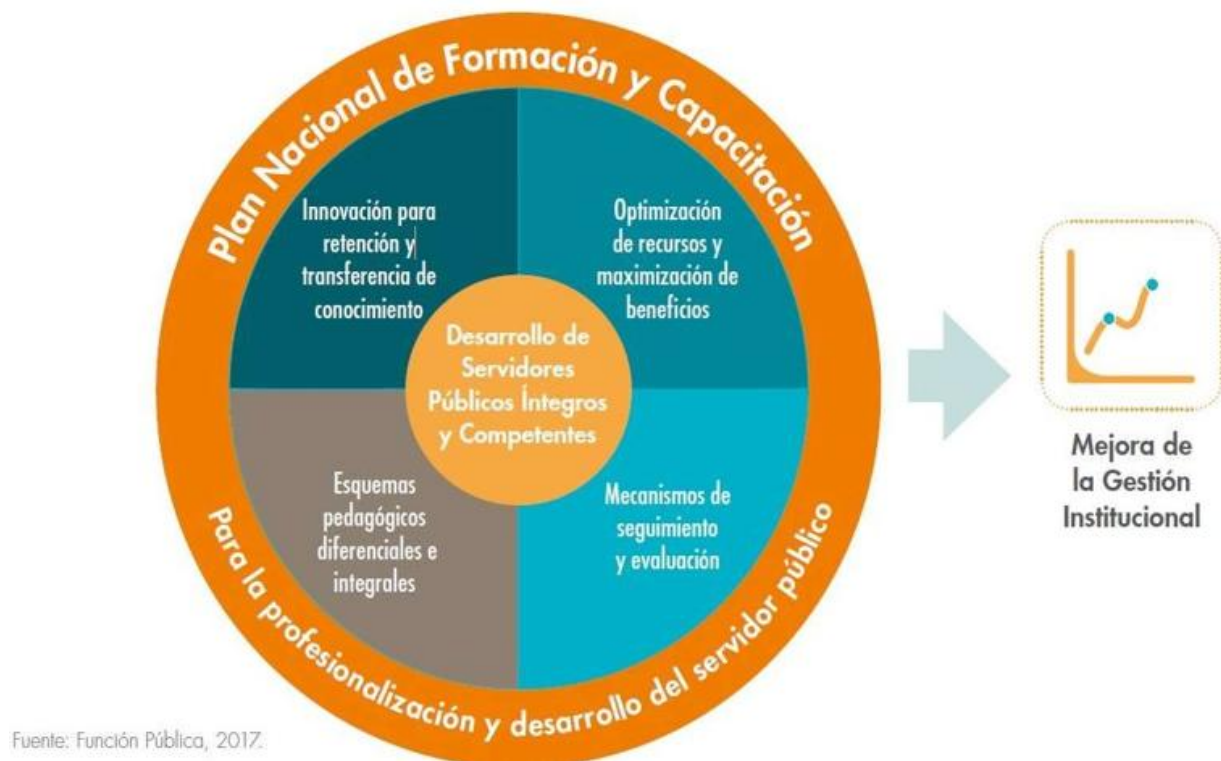 Plan Nacional de Formación y Capacitación
Innovación para
retención y
transferencia de
conocimiento
Optimización
de recursos y
maximización de
beneficios
Desarrollo de
Servidores
Públicos Íntegros
y Competentes
Esquemas
pedagógicos
diferenciales e
integrales
Mecanismos de
seguimiento
y evaluación
Para la profesionalización y desarrollo del servidor público
Mejora de
la Gestión
Institucional
Fuente: Función Pública, 2017.